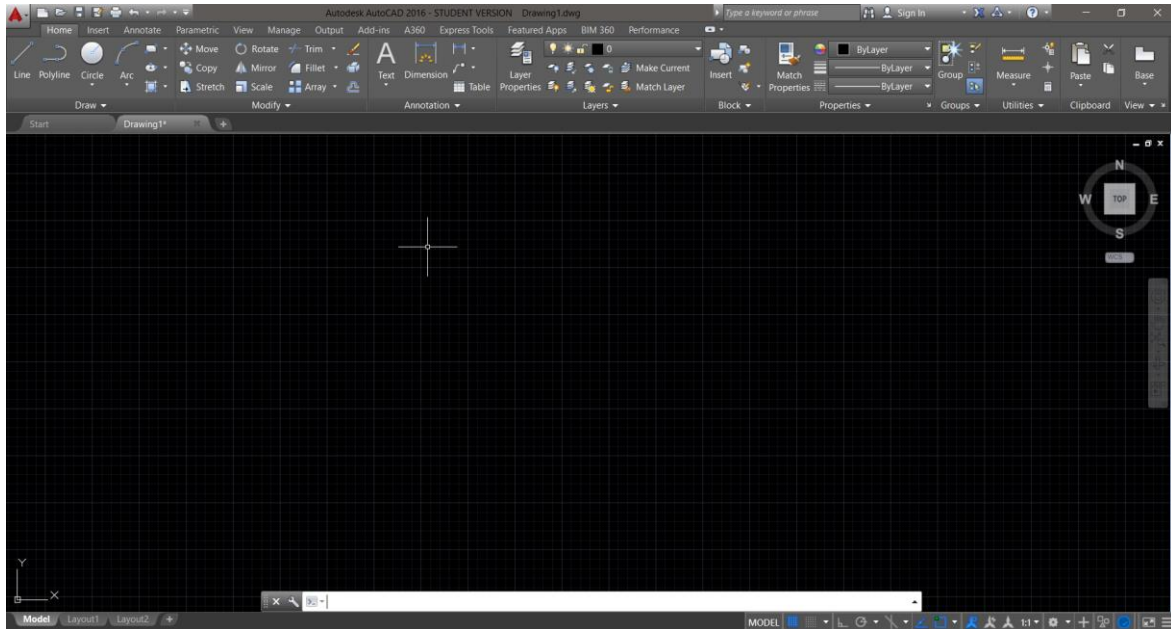 Autodesk AutoCAD 2016 - STUDENT VERSION Drawing1.dwg Type a keyword or phrase Sign In
Home Insert Annotate Parametric View Manage Output Add-ins A360 Express Tools Featured Apps BIM 360 Performance
Line Polyline Circle Arc
Move Rotate Trim
Copy Mirror Fillet
Stretch Scale Array
Text Dimension
Table
Layer Properties
0
Make Current
Match Layer
Insert
Match Properties
ByLayer
ByLayer
ByLayer
Group
Measure
Paste
Base
Draw Modify Annotation Layers Block Properties Groups Utilities Clipboard View
Start Drawing1*
N
W TOP E
S
WCS
Y
X
Model Layout1 Layout2 MODEL 1:1